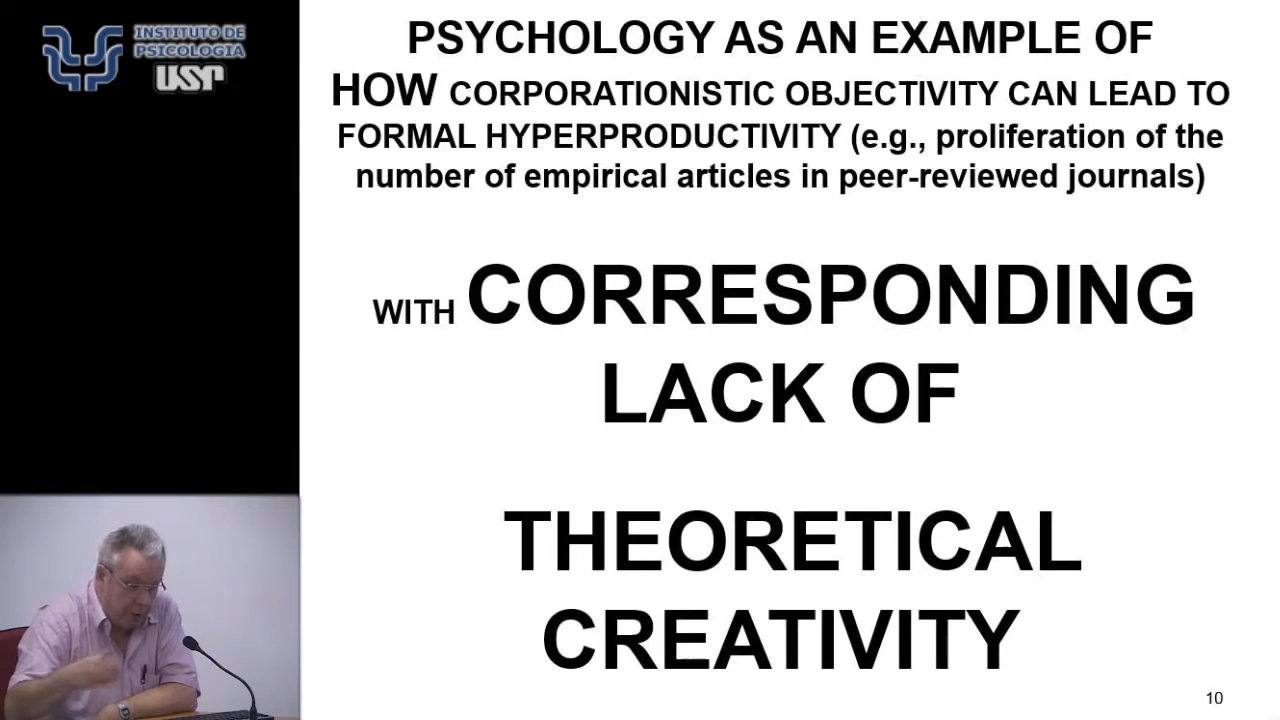 INSTITUTO DE
PSICOLOGIA
USP
PSYCHOLOGY AS AN EXAMPLE OF
HOW CORPORATIONISTIC OBJECTIVITY CAN LEAD TO
FORMAL HYPERPRODUCTIVITY (e.g., proliferation of the
number of empirical articles in peer-reviewed journals)
WITH CORRESPONDING
LACK OF
THEORETICAL
CREATIVITY
10